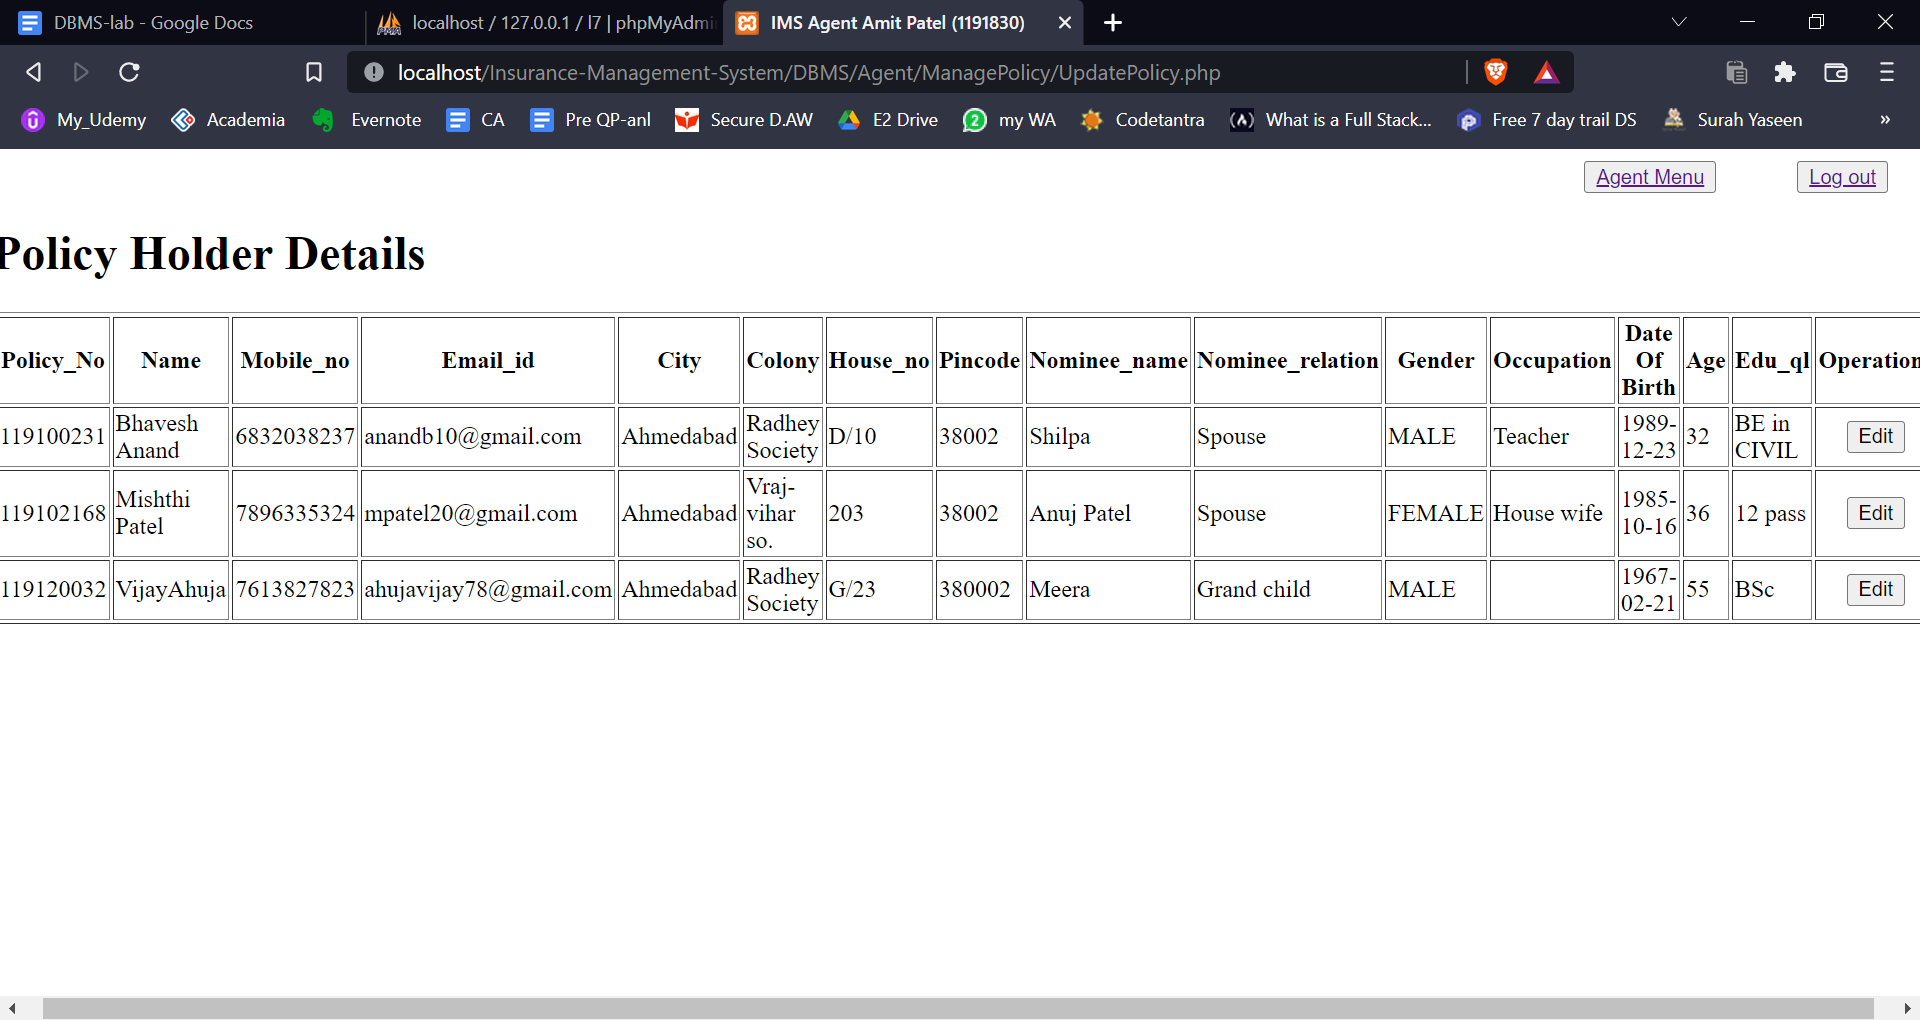 DBMS-lab - Google Docs
localhost / 127.0.0.1 / l7 | phpMyAdmi
IMS Agent Amit Patel (1191830)
localhost/Insurance-Management-System/DBMS/Agent/ManagePolicy/UpdatePolicy.php
My_Udemy Academia Evernote CA Pre QP-anl Secure D.AW E2 Drive my WA Codetantra What is a Full Stack... Free 7 day trail DS Surah Yaseen »
Agent Menu Log out
Policy Holder Details
Policy_No Name Mobile_no Email_id City Colony House_no Pincode Nominee_name Nominee_relation Gender Occupation Date Of Birth Age Edu_ql Operation
119100231 Bhavesh Anand 6832038237 anandb10@gmail.com Ahmedabad Radhey Society D/10 38002 Shilpa Spouse MALE Teacher 1989-12-23 32 BE in CIVIL Edit
119102168 Mishthi Patel 7896335324 mpatel20@gmail.com Ahmedabad Vraj-vihar so. 203 38002 Anuj Patel Spouse FEMALE House wife 1985-10-16 36 12 pass Edit
119120032 VijayAhuja 7613827823 ahujavijay78@gmail.com Ahmedabad Radhey Society G/23 380002 Meera Grand child MALE 1967-02-21 55 BSc Edit